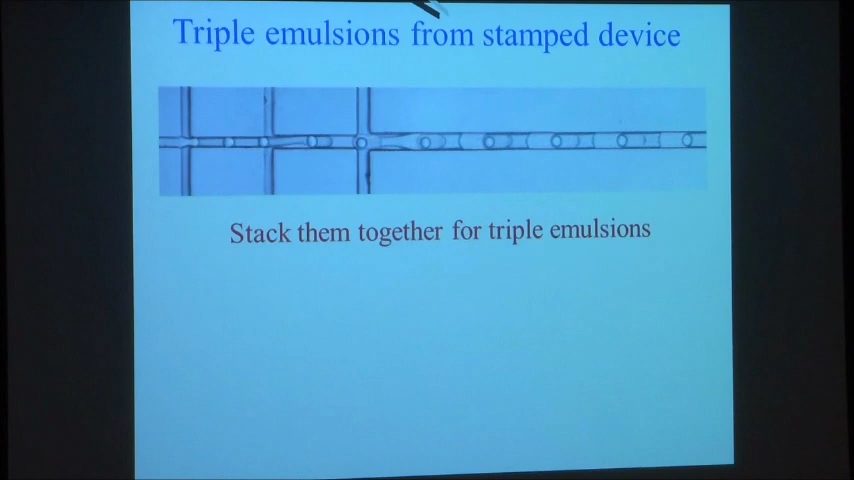 Triple emulsions from stamped device
Stack them together for triple emulsions